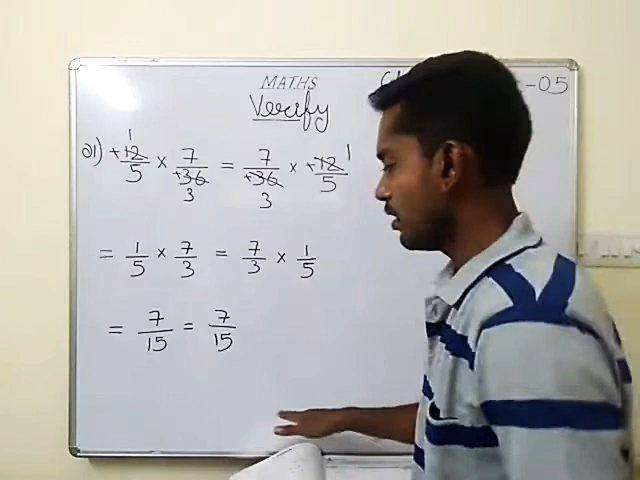 MATHS
-05
Verify
Q1) +12/5 × 7/+36 = 7/+36 × +12/5
1 3 3 1
= 1/5 × 7/3 = 7/3 × 1/5
= 7/15 = 7/15